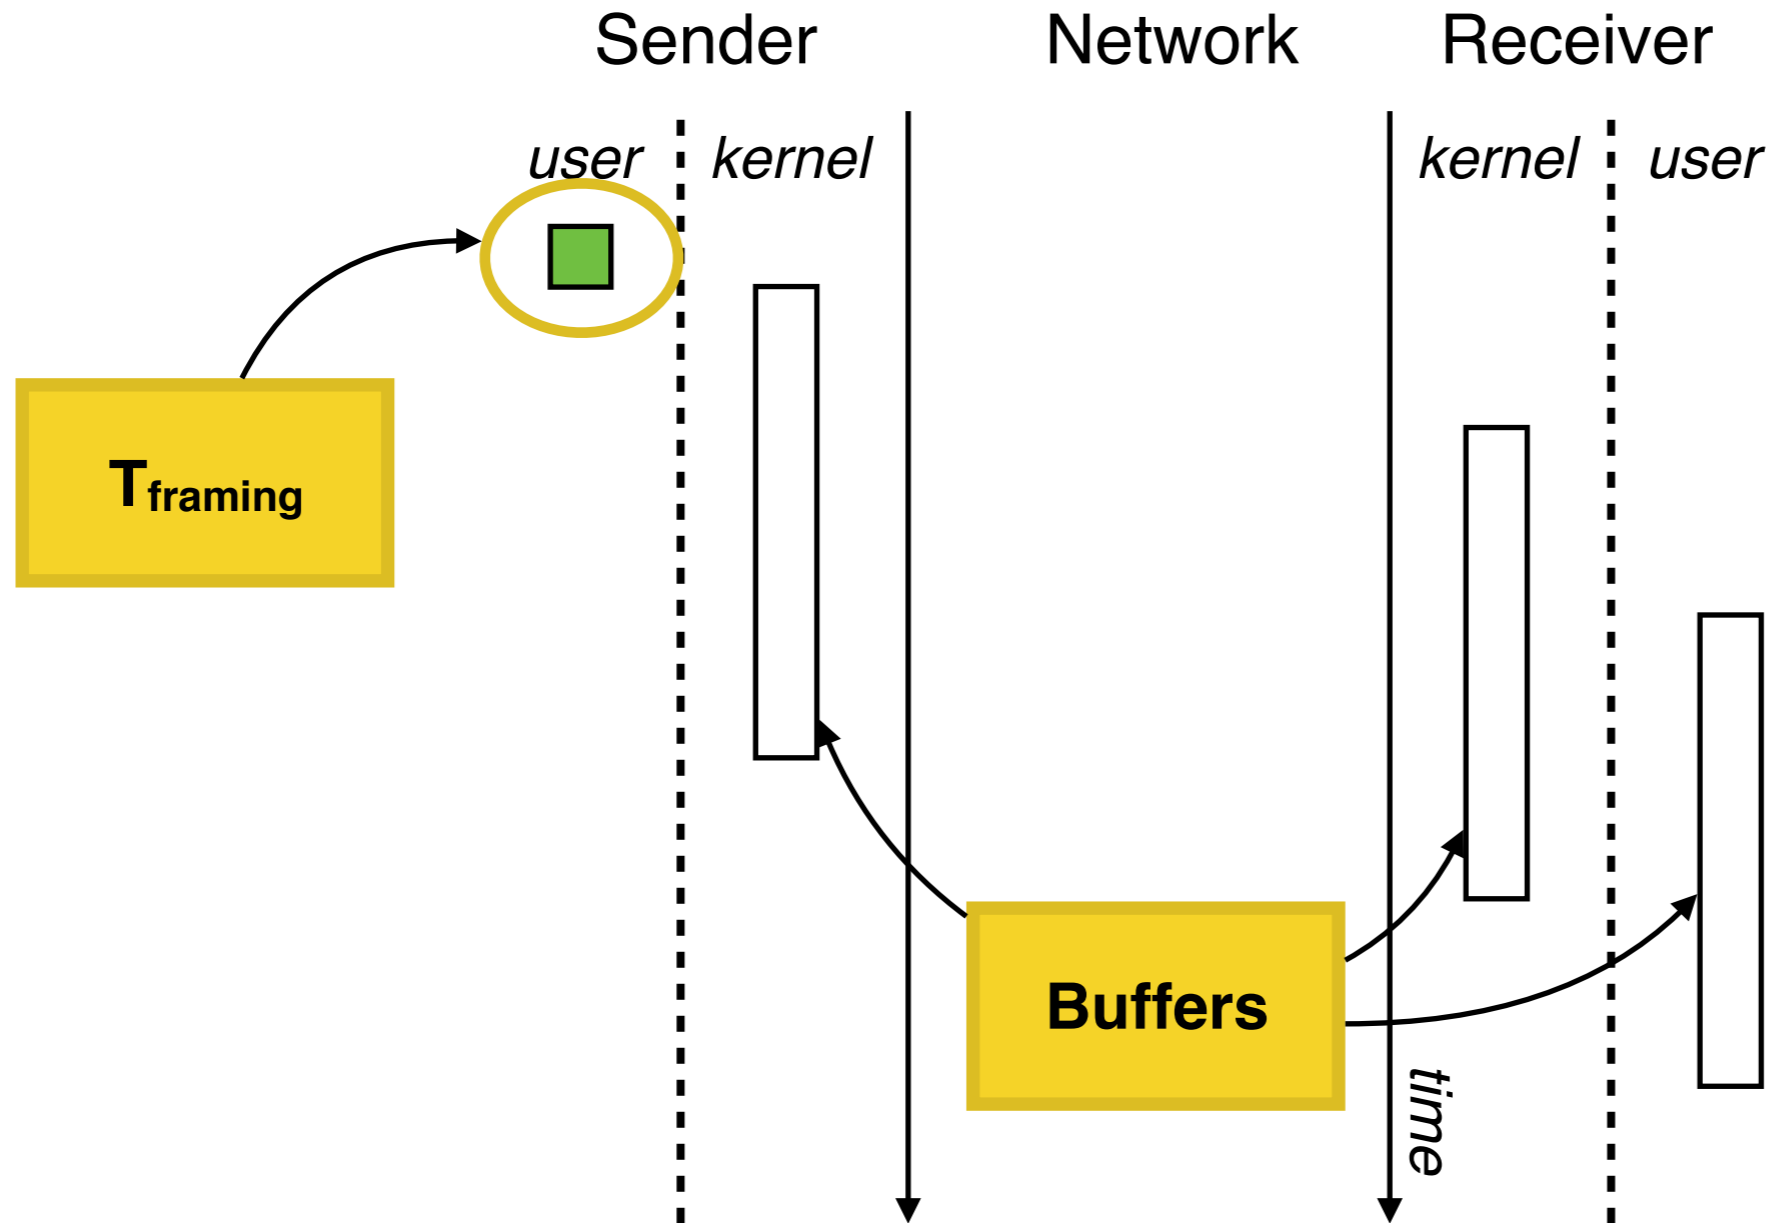 Sender Network Receiver
user kernel kernel user
Tframing
Buffers
time